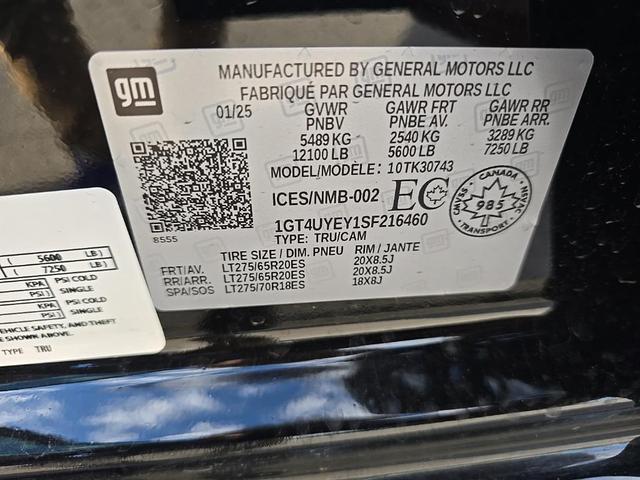 gm
MANUFACTURED BY GENERAL MOTORS LLC
FABRIQUÉ PAR GENERAL MOTORS LLC
01/25 GVWR GAWR FRT GAWR RR
PNBV PNBE AV. PNBE ARR.
5489 KG 2540 KG 3289 KG
12100 LB 5600 LB 7250 LB
MODEL/MODÈLE: 10TK30743
ICES/NMB-002 EC
CANADA
CMVSS 985 NSVAC
TRANSPORT
8555
1GT4UYEY1SF216460
TYPE: TRU/CAM
TIRE SIZE / DIM. PNEU RIM / JANTE
FRT/AV. LT275/65R20ES 20X8.5J
RR/ARR. LT275/65R20ES 20X8.5J
SPA/SOS LT275/70R18ES 18X8J
( 5600 LB)
( 7250 LB)
KPA PSI COLD
PSI) SINGLE
KPA PSI COLD
PSI) SINGLE
VEHICLE SAFETY, AND THEFT
SHOWN ABOVE.
TYPE TRU